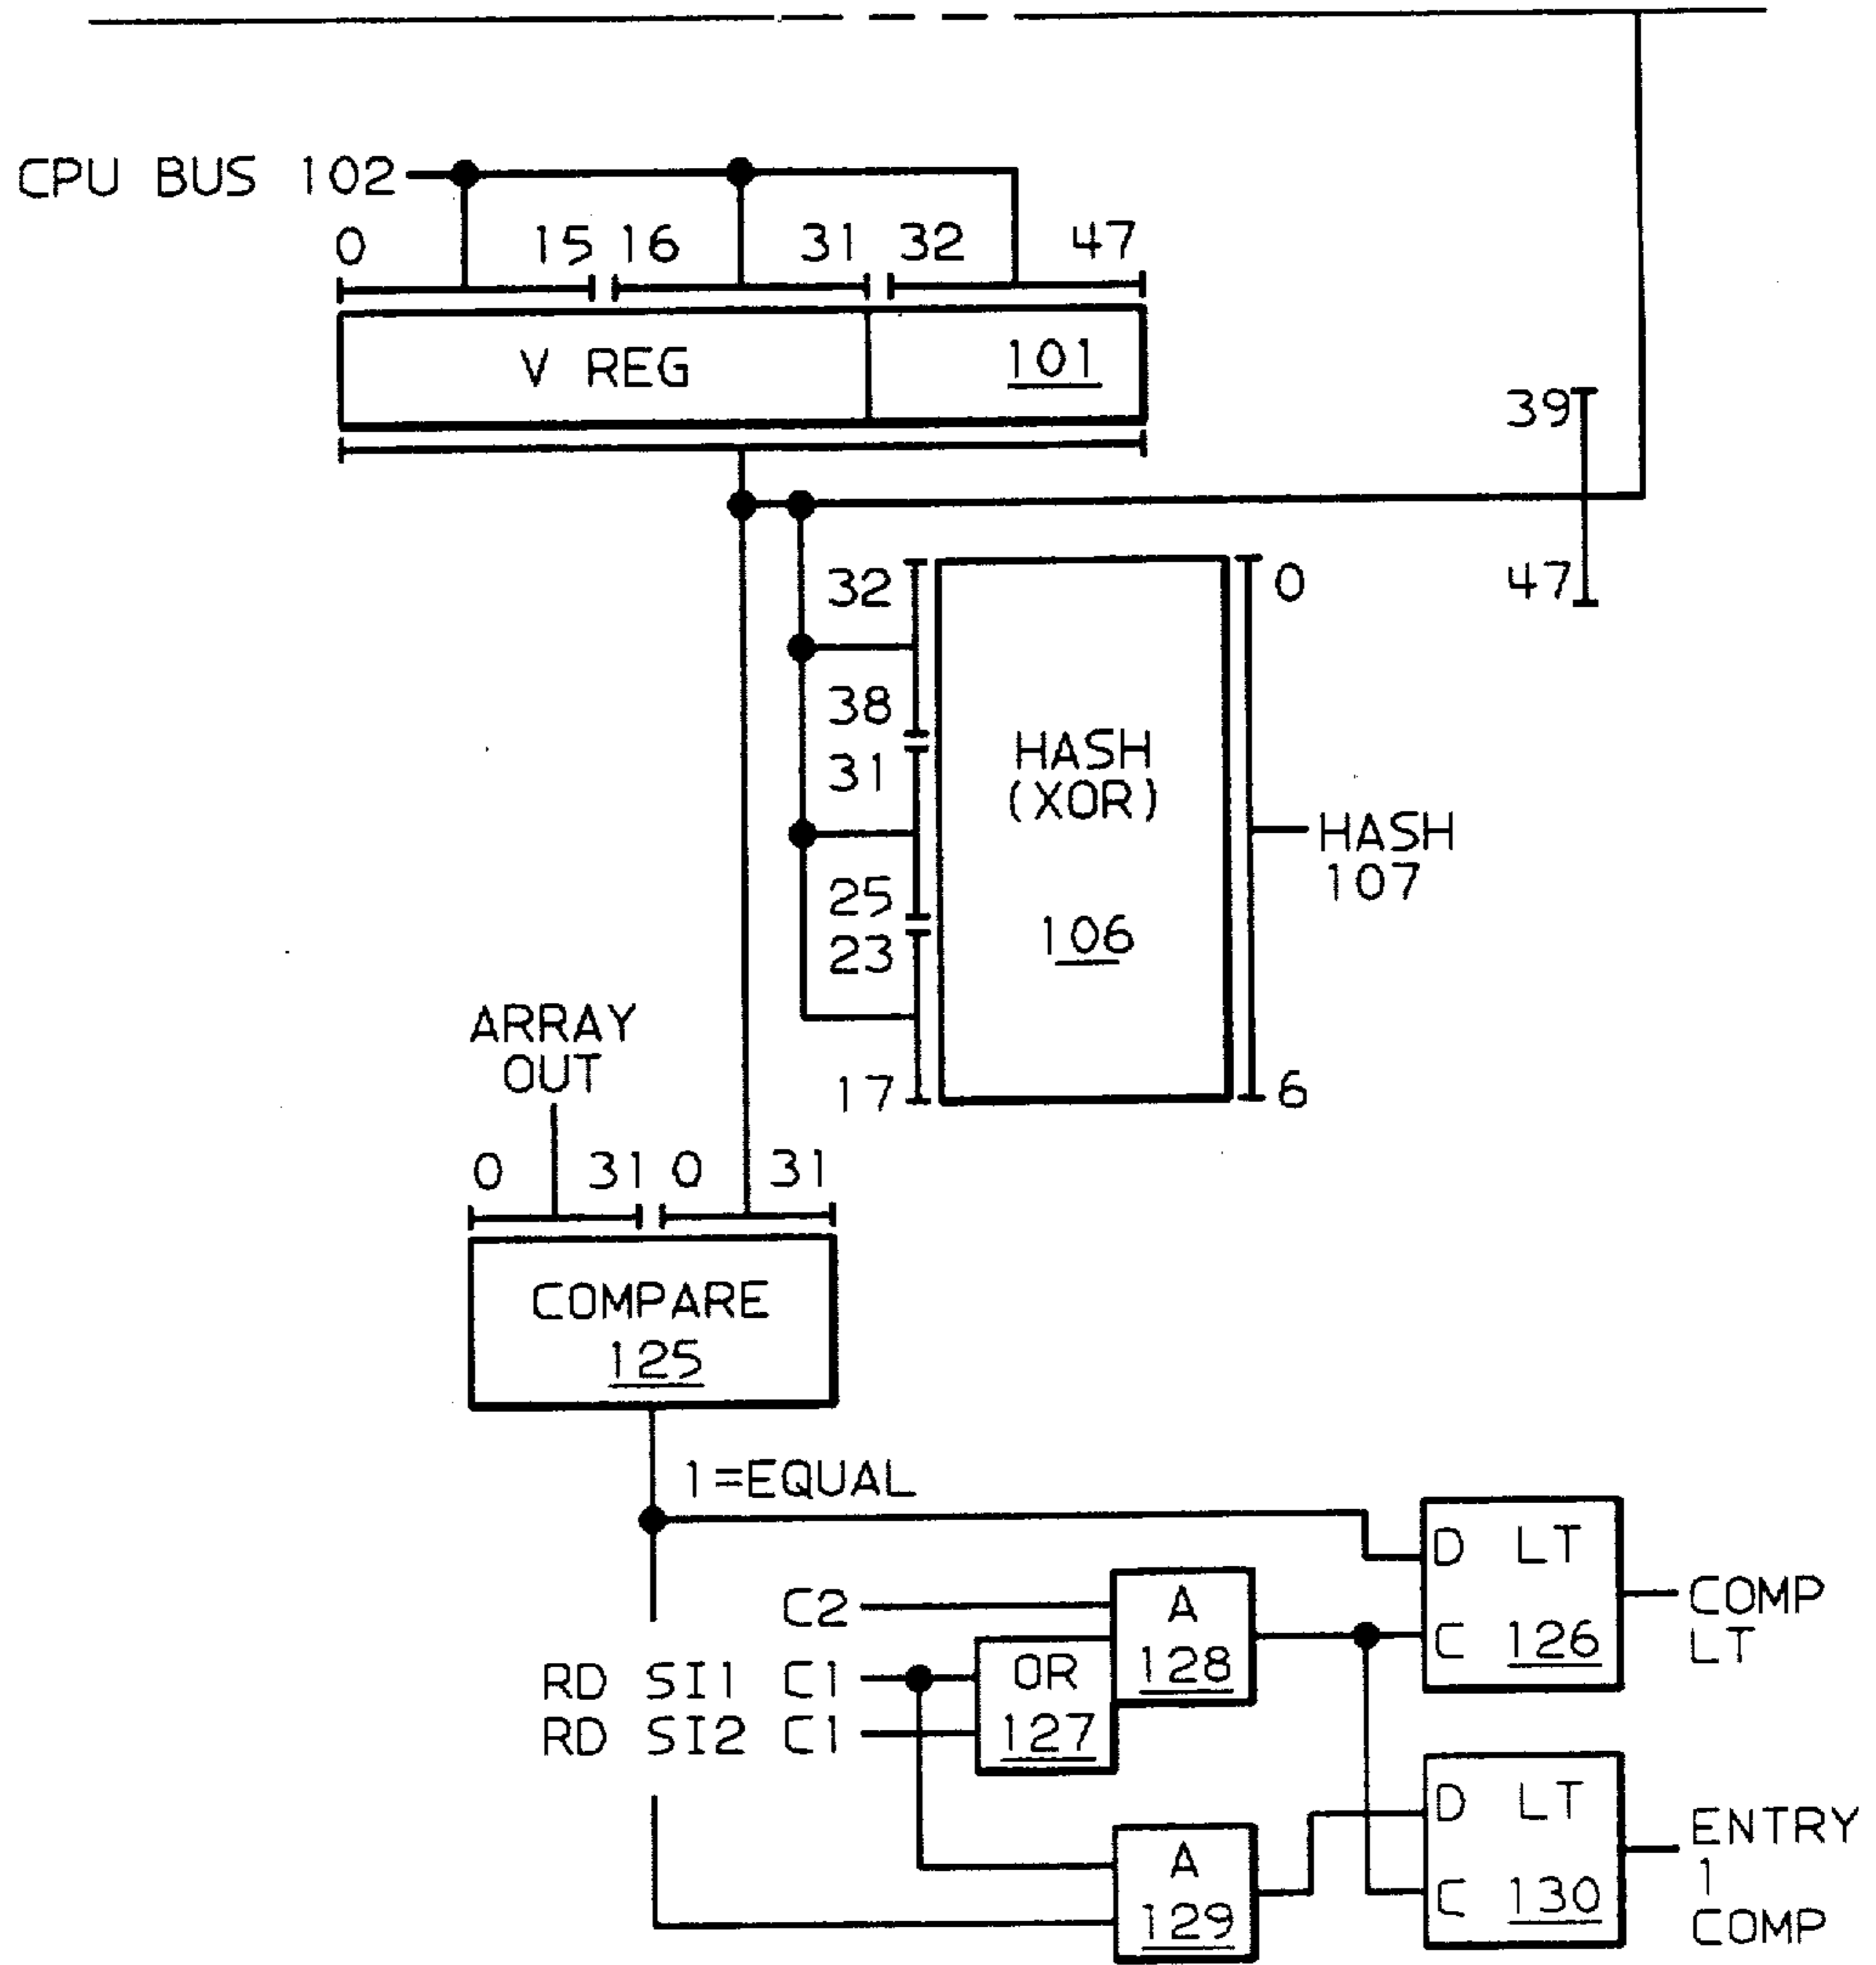 CPU BUS 102
0 15 16 31 32 47
V REG 101
39
47
32
38
31
25
23
17
HASH
(XOR)
106
0
6
HASH
107
ARRAY
OUT
0 31 0 31
COMPARE
125
1=EQUAL
D LT
C 126
COMP
LT
C2
A
128
RD SI1 C1
RD SI2 C1
OR
127
A
129
D LT
C 130
ENTRY
1
COMP